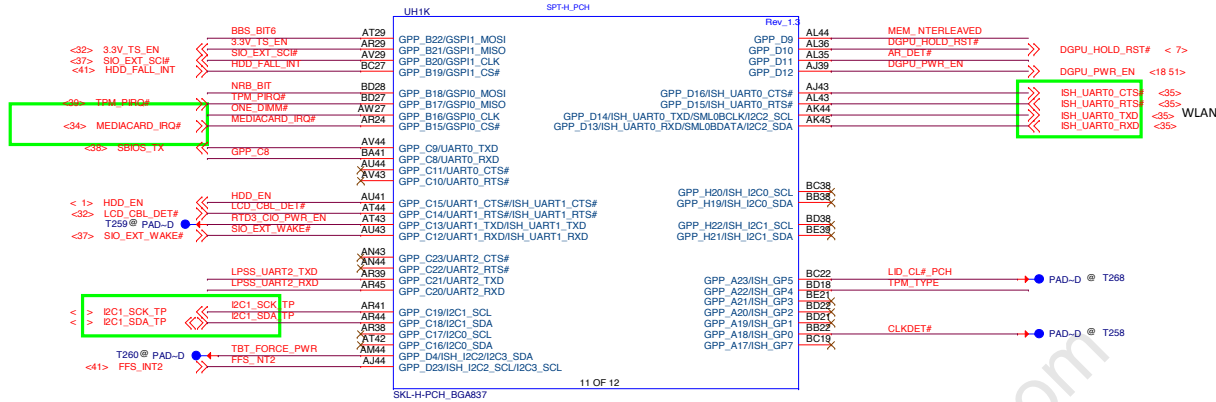 SPT-H_PCH
UH1K
Rev_1.3
BBS_BIT6 AT29 GPP_B22/GSPI1_MOSI
<32> 3.3V_TS_EN 3.3V_TS_EN AR29 GPP_B21/GSPI1_MISO
<37> SIO_EXT_SCI# SIO_EXT_SCI# AV29 GPP_B20/GSPI1_CLK
<41> HDD_FALL_INT HDD_FALL_INT BC27 GPP_B19/GSPI1_CS#
NRB_BIT BD28 GPP_B18/GSPI0_MOSI
<39> TPM_PIRQ# TPM_PIRQ# BD27 GPP_B17/GSPI0_MISO
ONE_DIMM# AW27 GPP_B16/GSPI0_CLK
<34> MEDIACARD_IRQ# MEDIACARD_IRQ# AR24 GPP_B15/GSPI0_CS#
<38> SBIOS_TX AV44 GPP_C9/UART0_TXD
GPP_C8 BA41 GPP_C8/UART0_RXD
AU44 GPP_C11/UART0_CTS#
AV43 GPP_C10/UART0_RTS#
< 1> HDD_EN HDD_EN AU41 GPP_C15/UART1_CTS#/ISH_UART1_CTS#
<32> LCD_CBL_DET# LCD_CBL_DET# AT44 GPP_C14/UART1_RTS#/ISH_UART1_RTS#
T259@ PAD~D RTD3_CIO_PWR_EN AT43 GPP_C13/UART1_TXD/ISH_UART1_TXD
<37> SIO_EXT_WAKE# SIO_EXT_WAKE# AU43 GPP_C12/UART1_RXD/ISH_UART1_RXD
AN43 GPP_C23/UART2_CTS#
AN44 GPP_C22/UART2_RTS#
LPSS_UART2_TXD AR39 GPP_C21/UART2_TXD
LPSS_UART2_RXD AR45 GPP_C20/UART2_RXD
< > I2C1_SCK_TP I2C1_SCK_TP AR41 GPP_C19/I2C1_SCL
< > I2C1_SDA_TP I2C1_SDA_TP AR44 GPP_C18/I2C1_SDA
AR38 GPP_C17/I2C0_SCL
AT42 GPP_C16/I2C0_SDA
T260@ PAD~D TBT_FORCE_PWR AM44 GPP_D4/ISH_I2C2/I2C3_SDA
<41> FFS_INT2 FFS_NT2 AJ44 GPP_D23/ISH_I2C2_SCL/I2C3_SCL
GPP_D9 AL44 MEM_NTERLEAVED
GPP_D10 AL36 DGPU_HOLD_RST# DGPU_HOLD_RST# < 7>
GPP_D11 AL35 AR_DET#
GPP_D12 AJ39 DGPU_PWR_EN DGPU_PWR_EN <18 51>
GPP_D16/ISH_UART0_CTS# AJ43 ISH_UART0_CTS# <35>
GPP_D15/ISH_UART0_RTS# AL43 ISH_UART0_RTS# <35>
GPP_D14/ISH_UART0_TXD/SML0BCLK/I2C2_SCL AK44 ISH_UART0_TXD <35> WLAN
GPP_D13/ISH_UART0_RXD/SML0BDATA/I2C2_SDA AK45 ISH_UART0_RXD <35>
GPP_H20/ISH_I2C0_SCL BC38
GPP_H19/ISH_I2C0_SDA BB38
GPP_H22/ISH_I2C1_SCL BD38
GPP_H21/ISH_I2C1_SDA BE39
GPP_A23/ISH_GP5 BC22 LID_CL#_PCH PAD~D @ T268
GPP_A22/ISH_GP4 BD18 TPM_TYPE
GPP_A21/ISH_GP3 BE21
GPP_A20/ISH_GP2 BD22
GPP_A19/ISH_GP1 BD21
GPP_A18/ISH_GP0 BB22 CLKDET# PAD~D @ T258
GPP_A17/ISH_GP7 BC19
11 OF 12
SKL-H-PCH_BGA837
com